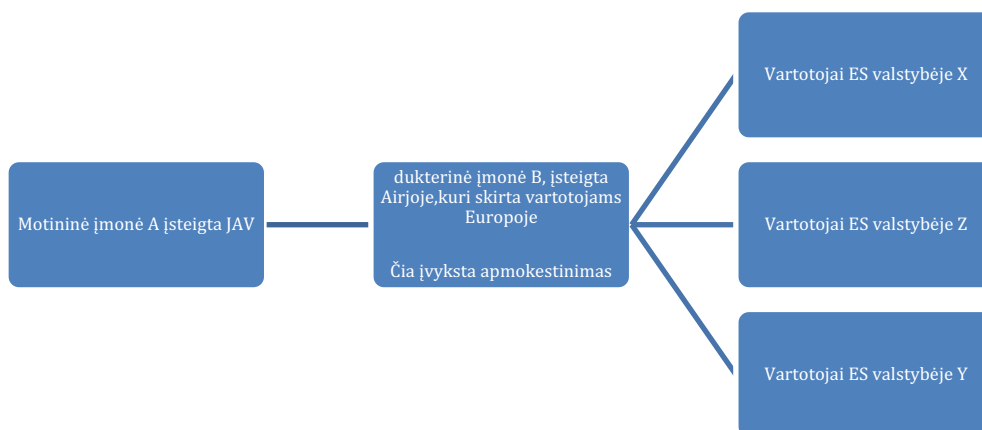 Motininė įmonė A įsteigta JAV
dukterinė įmonė B, įsteigta
Airjoje,kuri skirta vartotojams
Europoje
Čia įvyksta apmokestinimas
Vartotojai ES valstybėje X
Vartotojai ES valstybėje Z
Vartotojai ES valstybėje Y